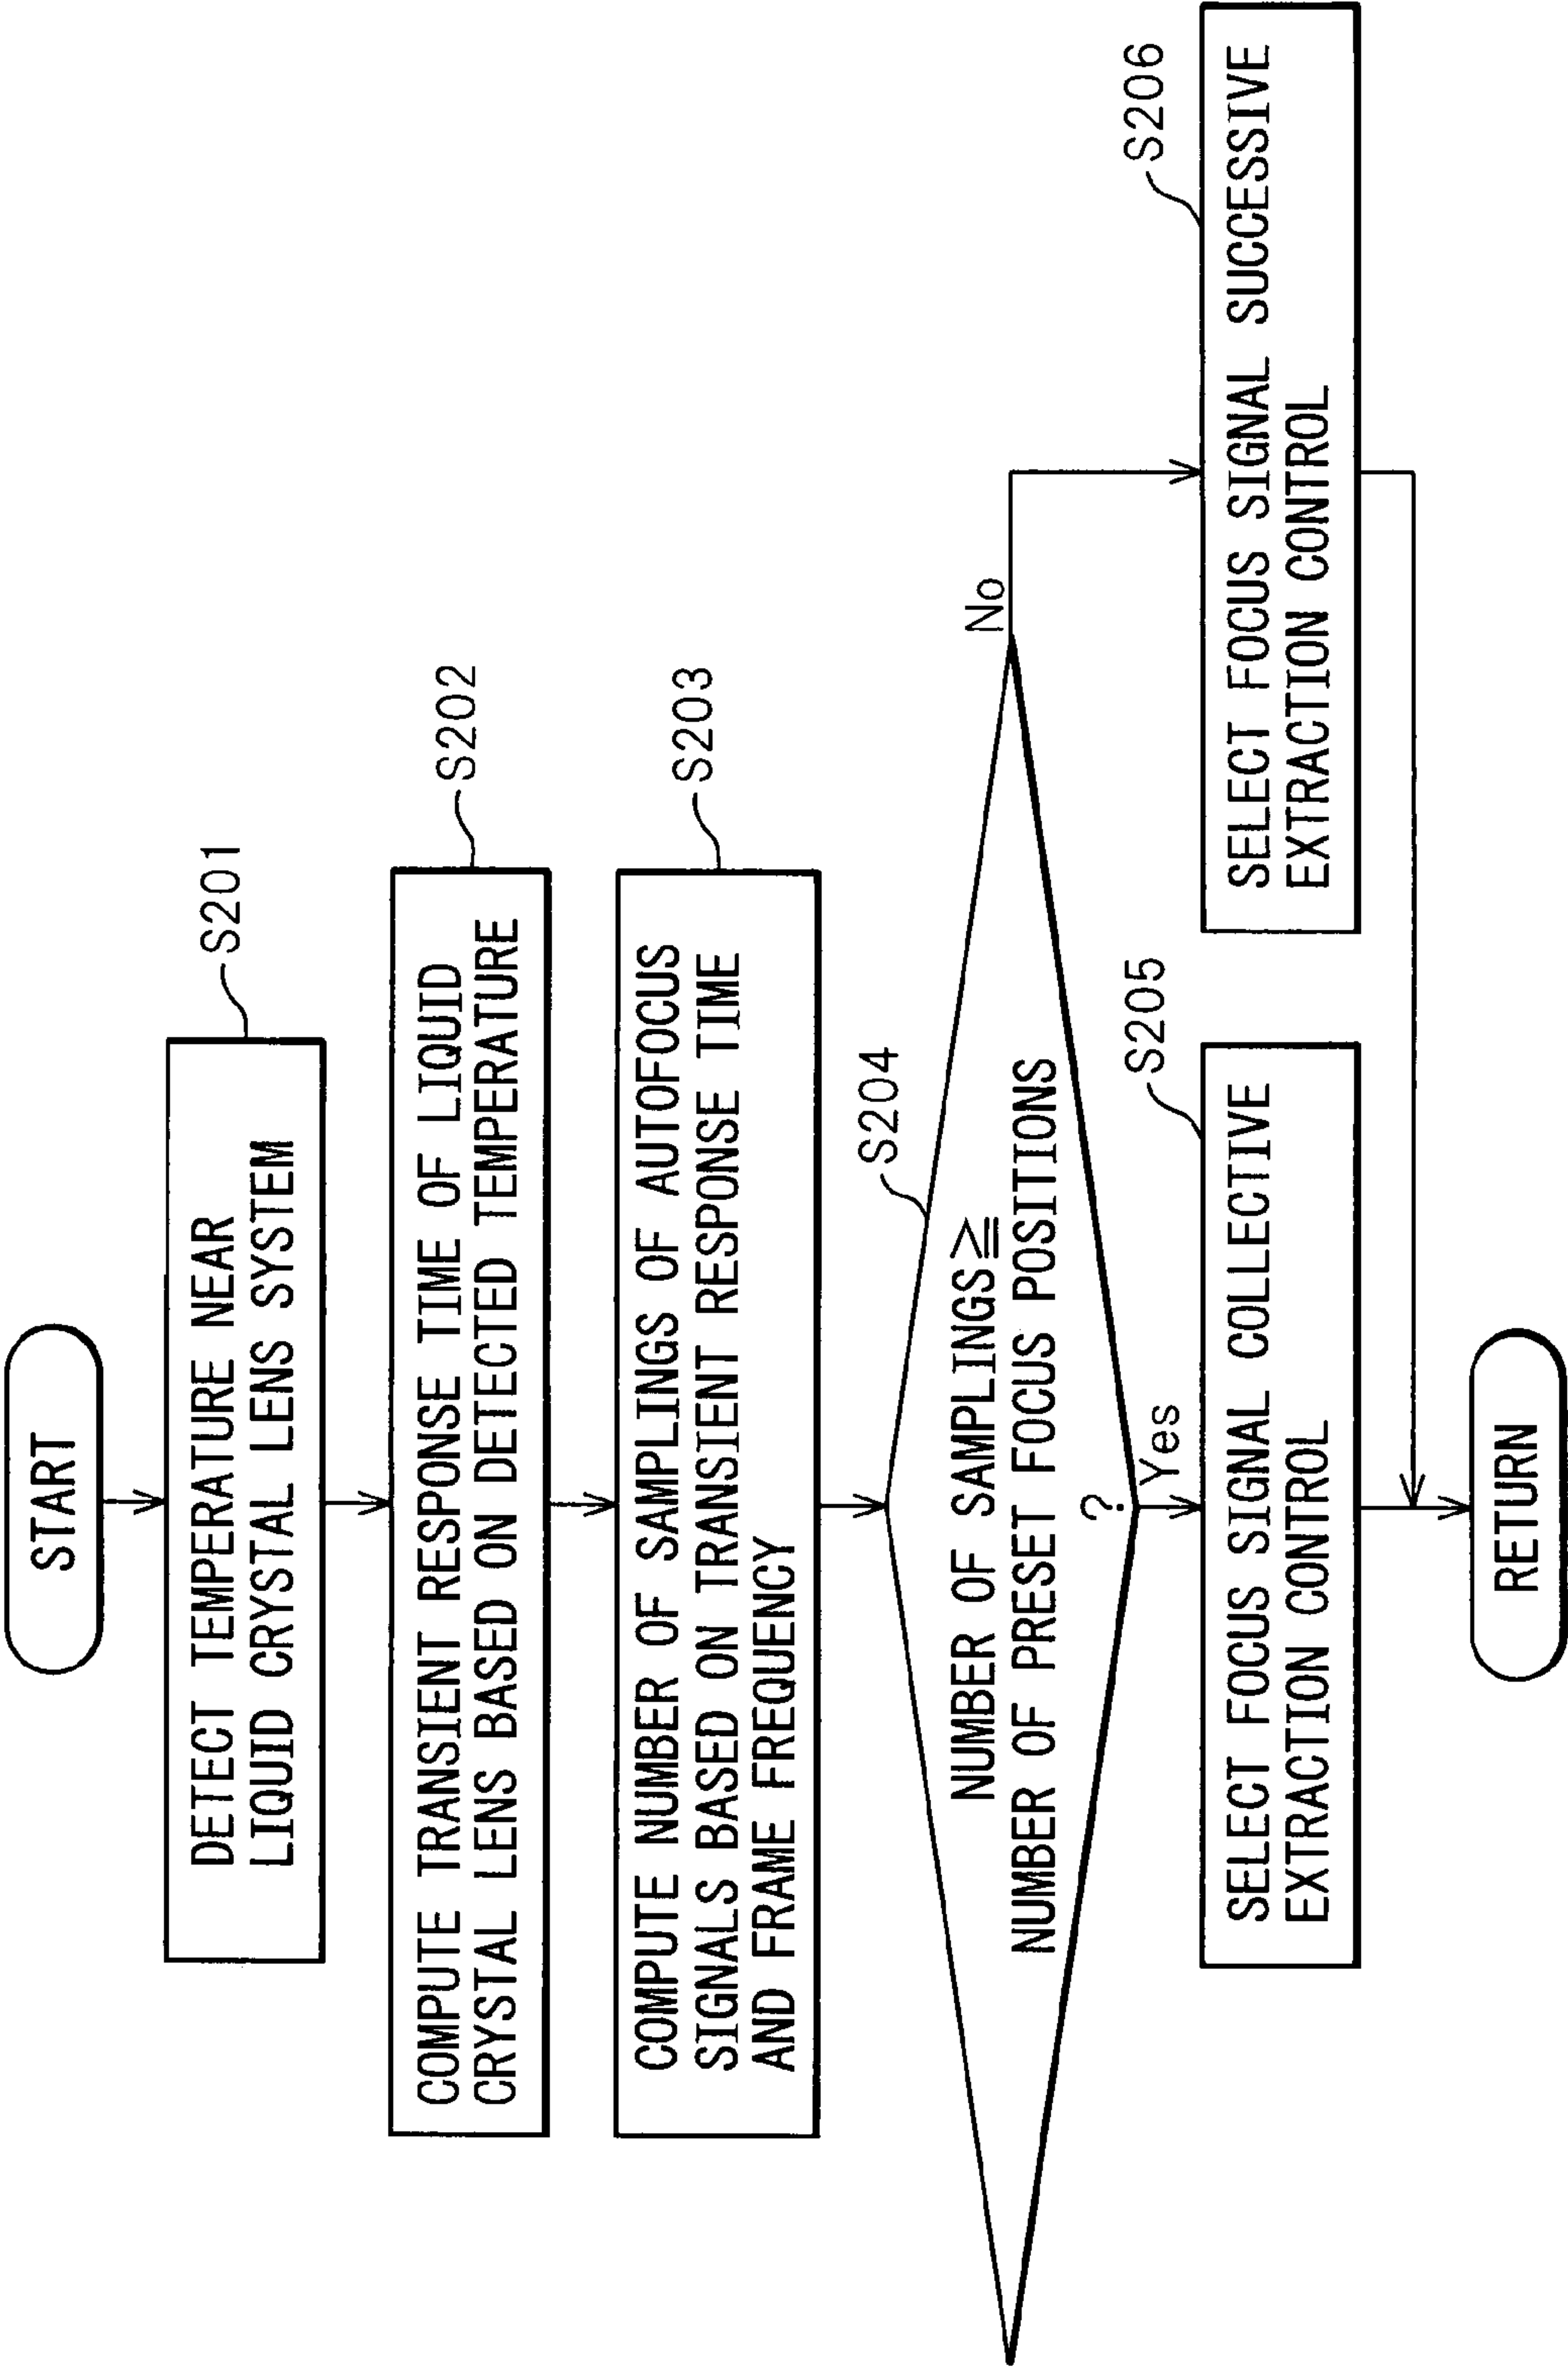 START
S201
DETECT TEMPERATURE NEAR
LIQUID CRYSTAL LENS SYSTEM
S202
COMPUTE TRANSIENT RESPONSE TIME OF LIQUID
CRYSTAL LENS BASED ON DETECTED TEMPERATURE
S203
COMPUTE NUMBER OF SAMPLINGS OF AUTOFOCUS
SIGNALS BASED ON TRANSIENT RESPONSE TIME
AND FRAME FREQUENCY
S204
NUMBER OF SAMPLINGS≧
NUMBER OF PRESET FOCUS POSITIONS
?
No
Yes
S205
SELECT FOCUS SIGNAL COLLECTIVE
EXTRACTION CONTROL
S206
SELECT FOCUS SIGNAL SUCCESSIVE
EXTRACTION CONTROL
RETURN